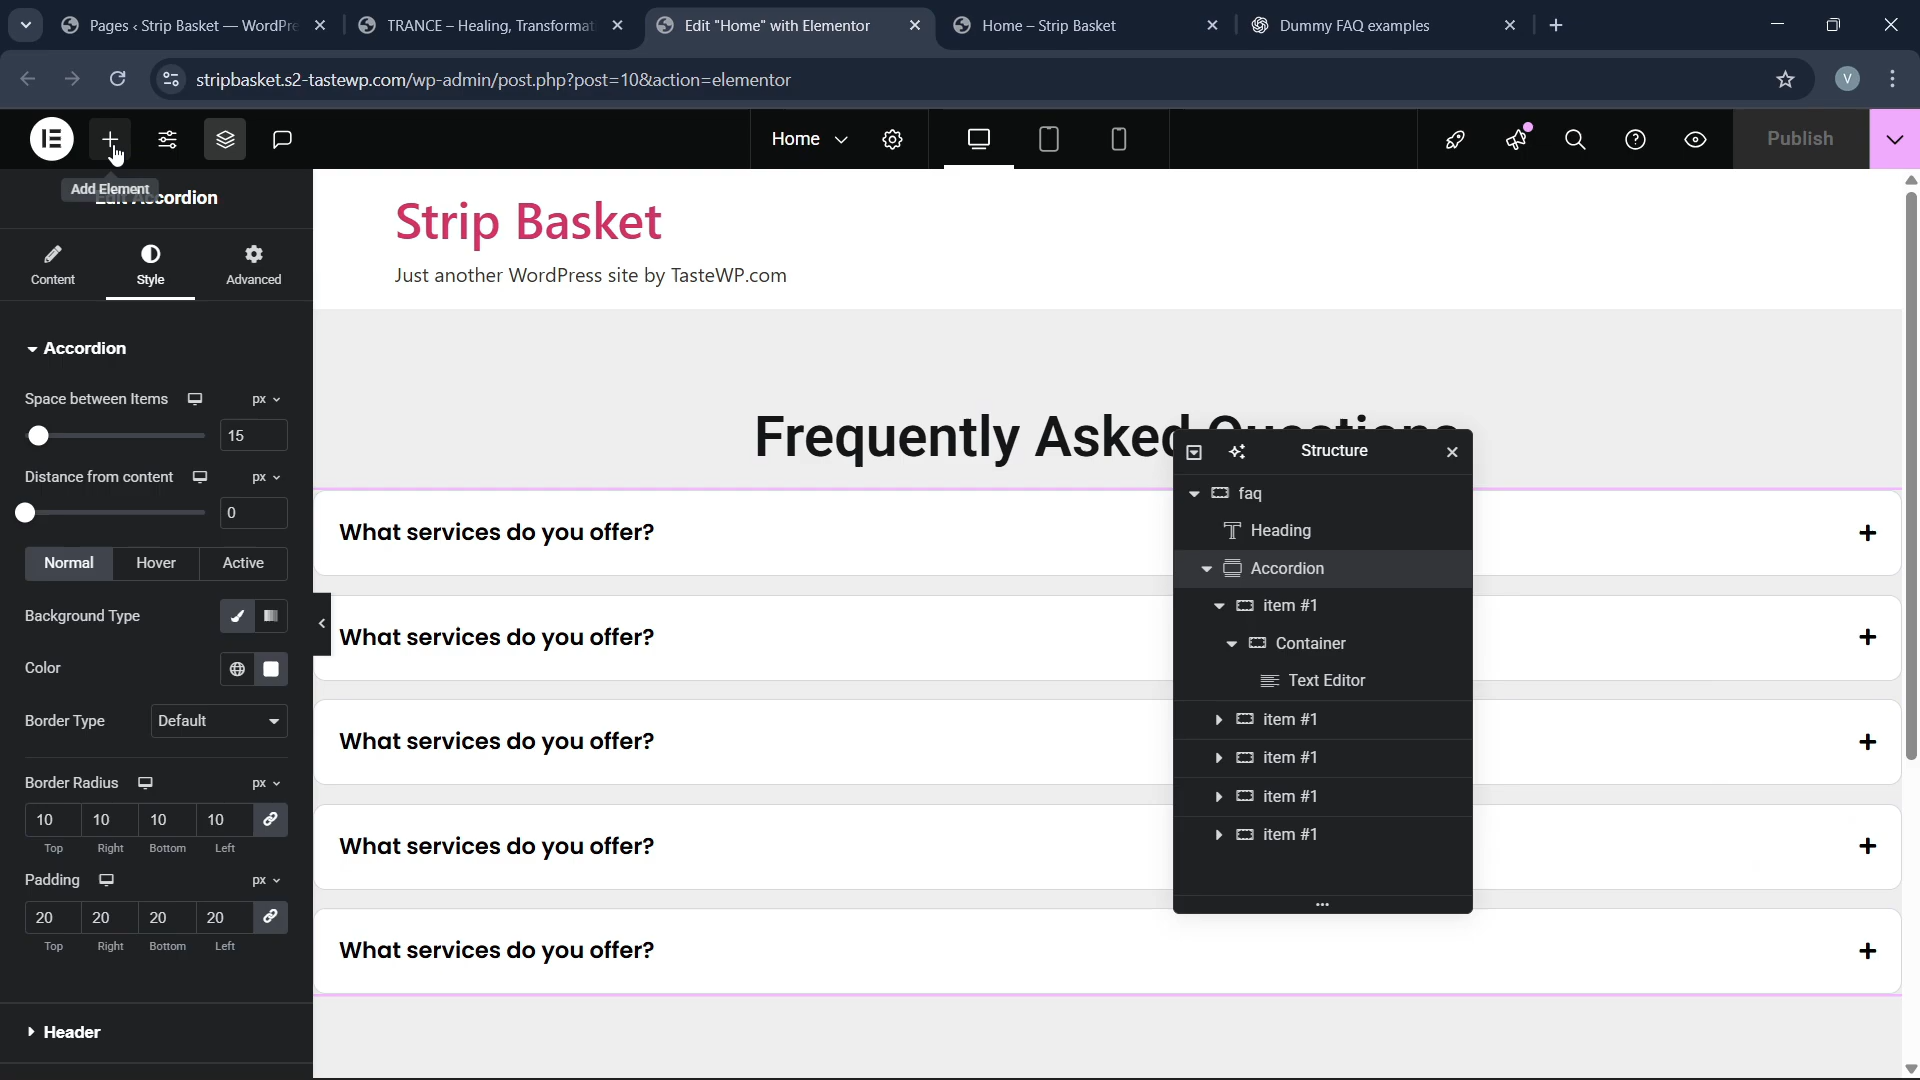 Pages ‹ Strip Basket — WordPre
TRANCE – Healing, Transformat
Edit "Home" with Elementor
Home – Strip Basket
Dummy FAQ examples
stripbasket.s2-tastewp.com/wp-admin/post.php?post=10&action=elementor
V
Home
Publish
Add Element
Edit Accordion
Content
Style
Advanced
Accordion
Space between Items
px
15
Distance from content
px
0
Normal
Hover
Active
Background Type
Color
Border Type
Default
Border Radius
px
10
10
10
10
Top
Right
Bottom
Left
Padding
px
20
20
20
20
Top
Right
Bottom
Left
Header
Strip Basket
Just another WordPress site by TasteWP.com
Frequently Asked Questions
What services do you offer?
What services do you offer?
What services do you offer?
What services do you offer?
What services do you offer?
Structure
faq
Heading
Accordion
item #1
Container
Text Editor
item #1
item #1
item #1
item #1